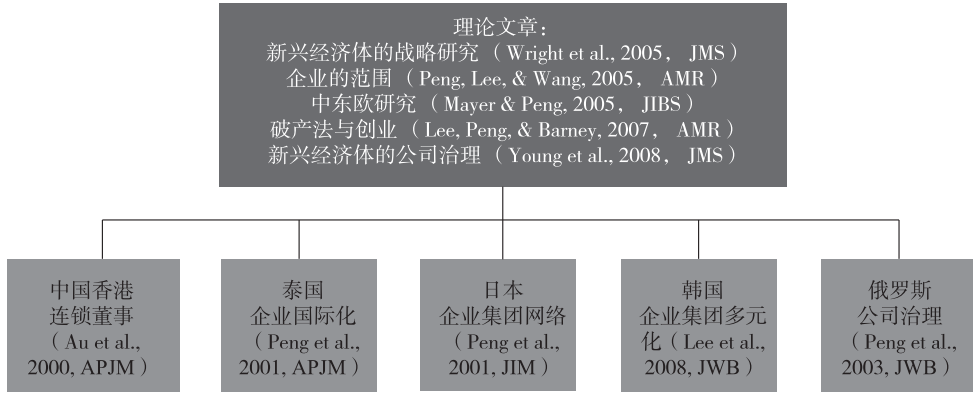 理论文章：
新兴经济体的战略研究（Wright et al., 2005， JMS）
企业的范围（Peng, Lee, & Wang, 2005， AMR）
中东欧研究（Mayer & Peng, 2005， JIBS）
破产法与创业（Lee, Peng, & Barney, 2007， AMR）
新兴经济体的公司治理（Young et al., 2008， JMS）
中国香港
连锁董事
（Au et al.,
2000, APJM）
泰国
企业国际化
（Peng et al.,
2001, APJM）
日本
企业集团网络
（Peng et al.,
2001, JIM）
韩国
企业集团多元
化（Lee et al.,
2008, JWB）
俄罗斯
公司治理
（Peng et al.,
2003, JWB）